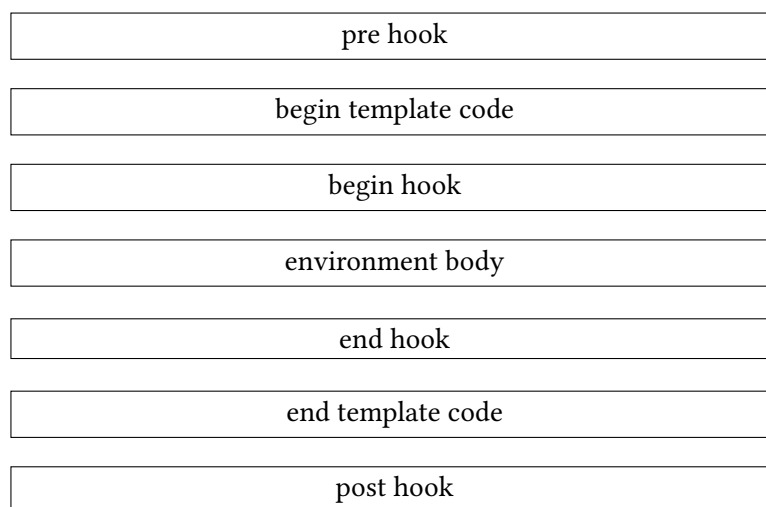 pre hook
begin template code
begin hook
environment body
end hook
end template code
post hook